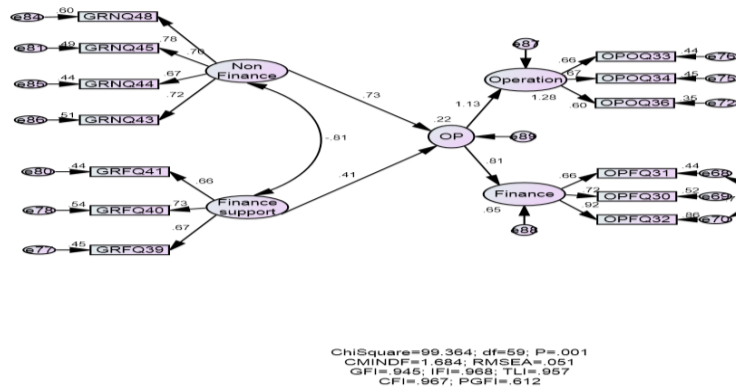 e84 .60 GRNQ48
e81 .49 GRNQ45 .78 .70
e85 .44 GRNQ44 .67
e86 .51 GRNQ43 .72
Non
Finance
.73
-.81
e80 .44 GRFQ41 .66
e78 .54 GRFQ40 .73
e77 .45 GRFQ39 .67
Finance
support
.41
.22
OP
e89
1.13
.81
e87
Operation
1.28
.66 OPOQ33 .44 e76
.67 OPOQ34 .45 e75
.60 OPOQ36 .35 e72
Finance
.65
e88
.66 OPFQ31 .44 e68
.72 OPFQ30 .52 e69
.92 OPFQ32 .86 e70
ChiSquare=99.364; df=59; P=.001
CMINDF=1.684; RMSEA=.051
GFI=.945; IFI=.968; TLI=.957
CFI=.967; PGFI=.612